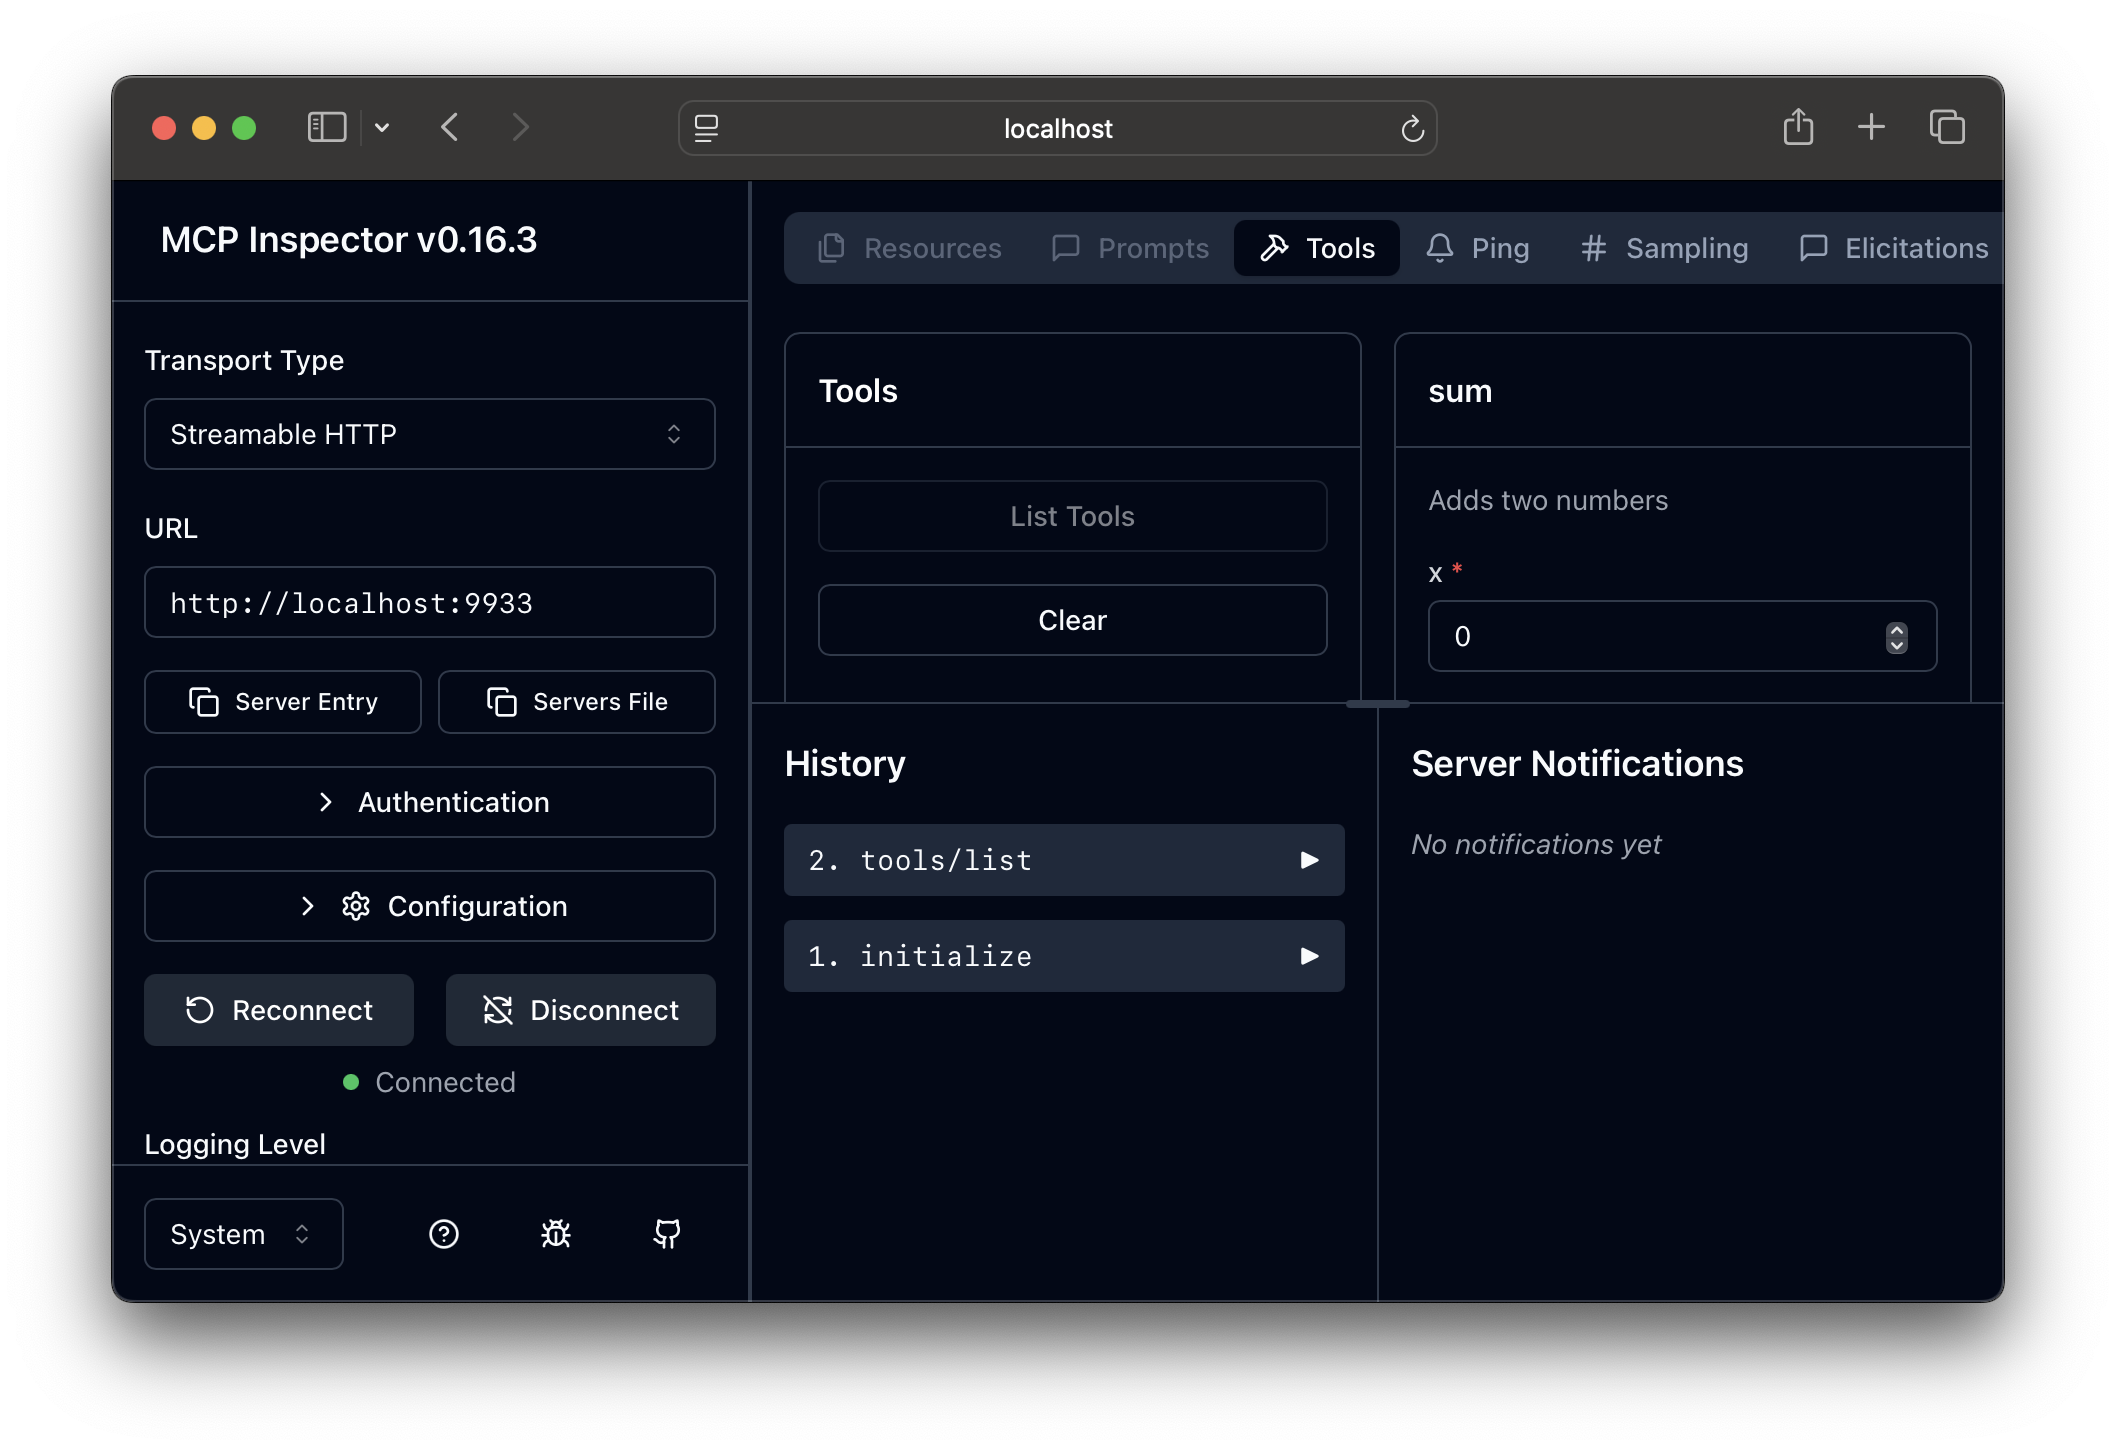 localhost
MCP Inspector v0.16.3
Transport Type
Streamable HTTP
URL
http://localhost:9933
Server Entry
Servers File
Authentication
Configuration
Reconnect
Disconnect
Connected
Logging Level
System
Resources
Prompts
Tools
Ping
Sampling
Elicitations
Tools
List Tools
Clear
sum
Adds two numbers
x *
0
History
2. tools/list
1. initialize
Server Notifications
No notifications yet